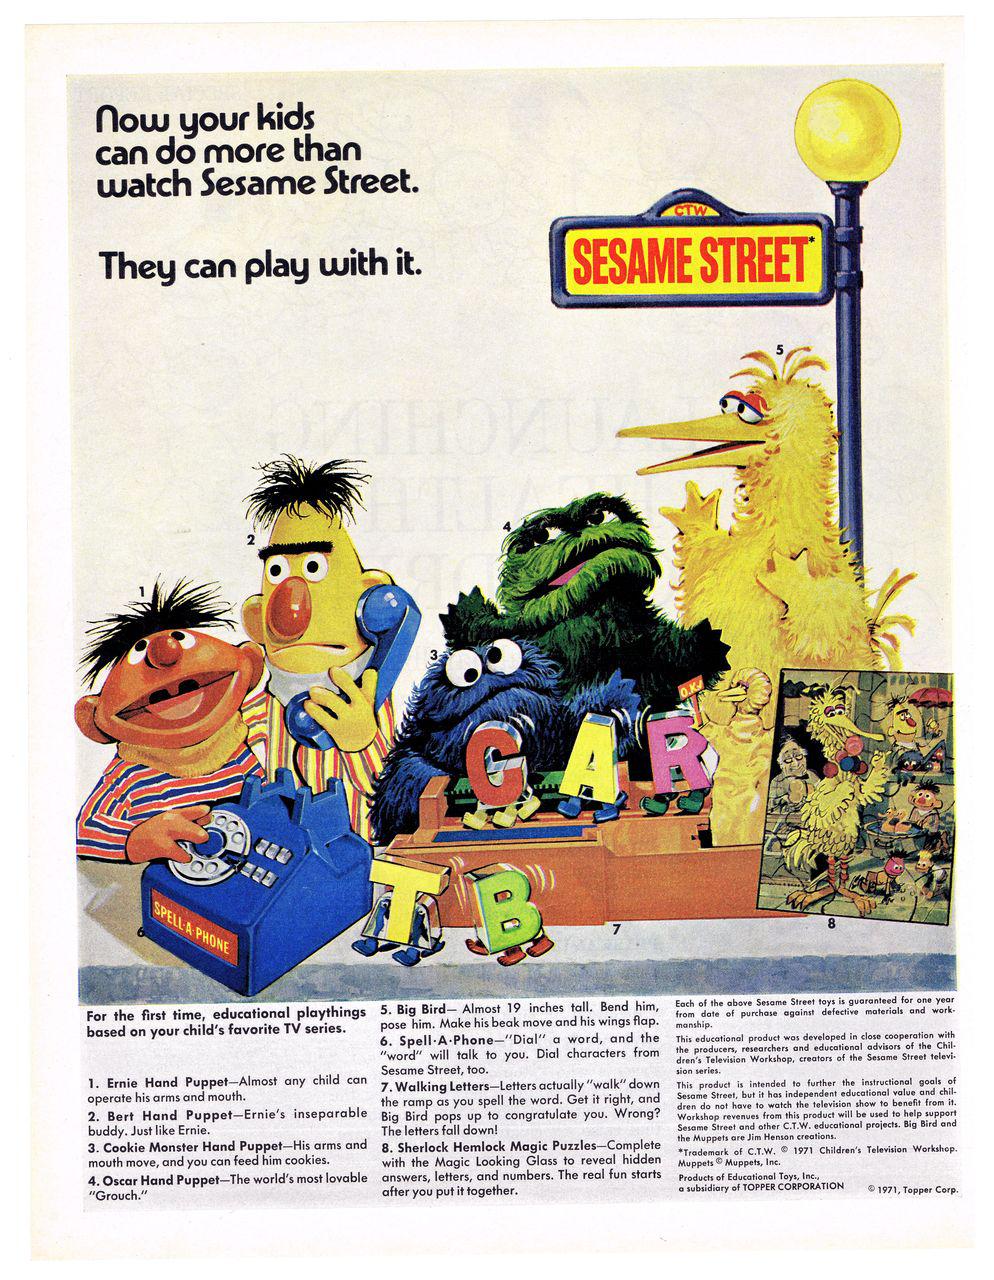 Now your kids
can do more than
watch Sesame Street.
They can play with it.
CTW
SESAME STREET*
5
4
2
3
1
O.K.
C A R
SPELL·A·PHONE
T B
6
7
8
For the first time, educational playthings
based on your child's favorite TV series.
1. Ernie Hand Puppet—Almost any child can
operate his arms and mouth.
2. Bert Hand Puppet—Ernie's inseparable
buddy. Just like Ernie.
3. Cookie Monster Hand Puppet—His arms and
mouth move, and you can feed him cookies.
4. Oscar Hand Puppet—The world's most lovable
"Grouch."
5. Big Bird— Almost 19 inches tall. Bend him,
pose him. Make his beak move and his wings flap.
6. Spell·A·Phone—"Dial" a word, and the
"word" will talk to you. Dial characters from
Sesame Street, too.
7. Walking Letters—Letters actually "walk" down
the ramp as you spell the word. Get it right, and
Big Bird pops up to congratulate you. Wrong?
The letters fall down!
8. Sherlock Hemlock Magic Puzzles—Complete
with the Magic Looking Glass to reveal hidden
answers, letters, and numbers. The real fun starts
after you put it together.
Each of the above Sesame Street toys is guaranteed for one year
from date of purchase against defective materials and work-
manship.
This educational product was developed in close cooperation with
the producers, researchers and educational advisors of the Chil-
dren's Television Workshop, creators of the Sesame Street televi-
sion series.
This product is intended to further the instructional goals of
Sesame Street, but it has independent educational value and chil-
dren do not have to watch the television show to benefit from it.
Workshop revenues from this product will be used to help support
Sesame Street and other C.T.W. educational projects. Big Bird and
the Muppets are Jim Henson creations.
*Trademark of C.T.W. © 1971 Children's Television Workshop.
Muppets © Muppets, Inc.
Products of Educational Toys, Inc.,
a subsidiary of TOPPER CORPORATION
© 1971, Topper Corp.